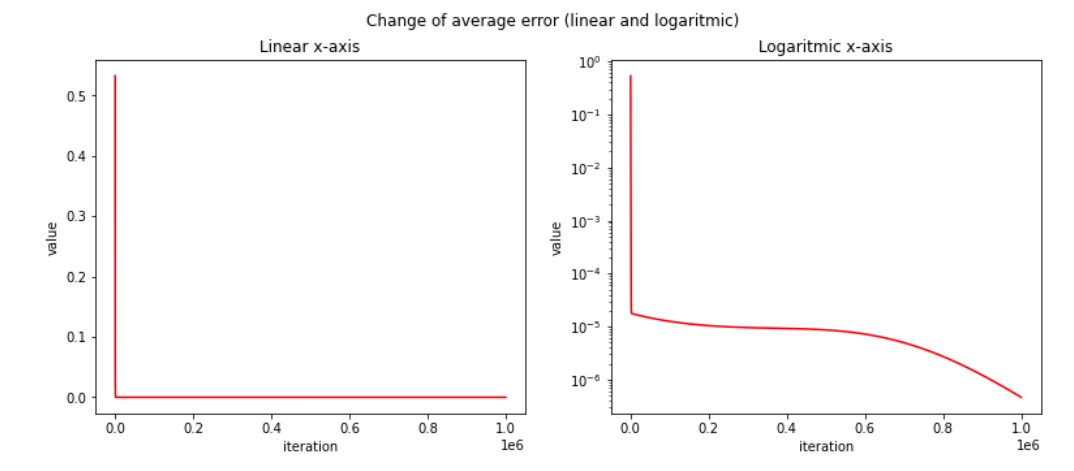 Change of average error (linear and logaritmic)
Linear x-axis
0.5
0.4
0.3
0.2
0.1
0.0
value
0.0 0.2 0.4 0.6 0.8 1.0
1e6
iteration
Logaritmic x-axis
10⁰
10⁻¹
10⁻²
10⁻³
10⁻⁴
10⁻⁵
10⁻⁶
value
0.0 0.2 0.4 0.6 0.8 1.0
1e6
iteration